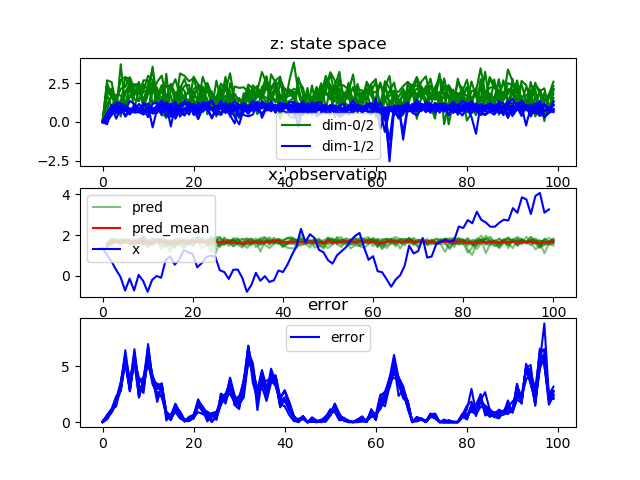 z: state space
2.5
0.0
−2.5
dim-0/2
dim-1/2
0 20 40 60 80 100
x: observation
4
2
0
pred
pred_mean
x
0 20 40 60 80 100
error
5
0
error
0 20 40 60 80 100